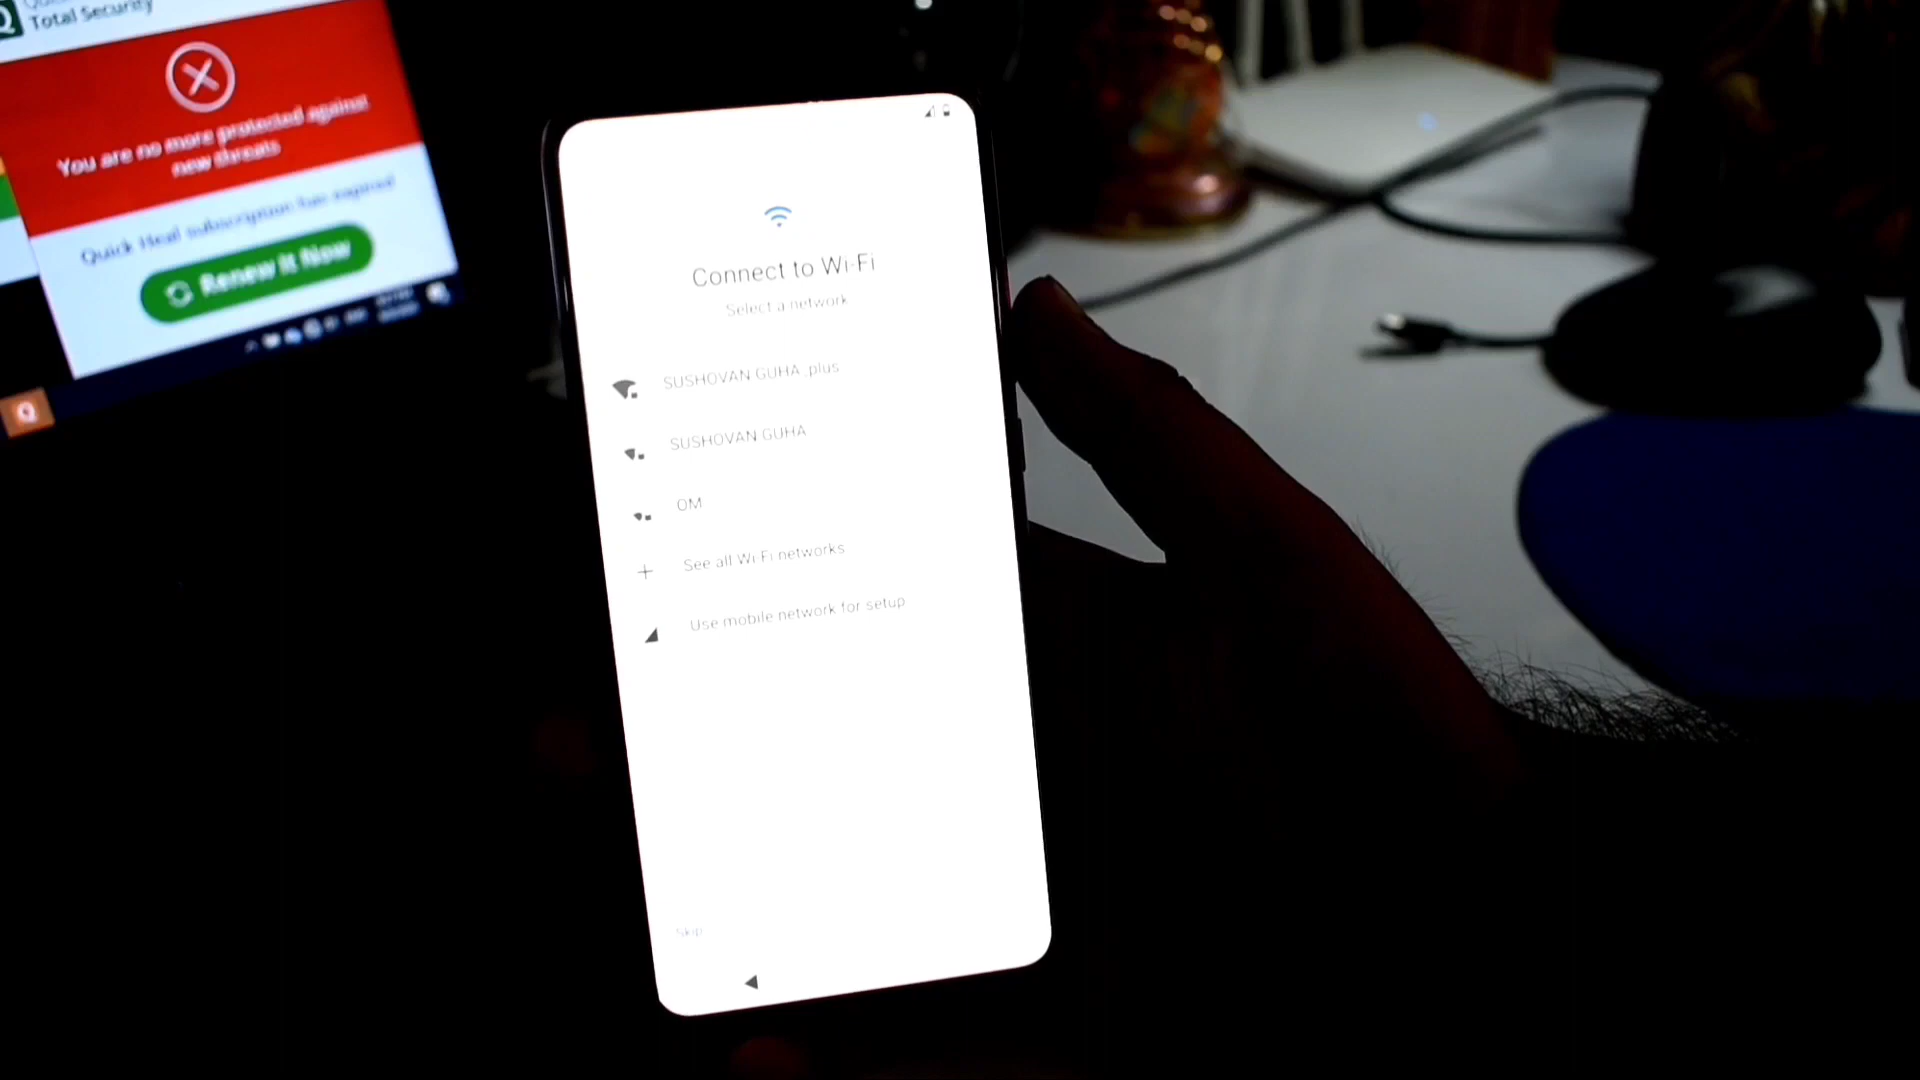 Total Security
You are no more protected against
new threats
Quick Heal subscription has expired
Renew It Now
Connect to Wi-Fi
Select a network
SUSHOVAN GUHA _plus
SUSHOVAN GUHA
OM
See all Wi-Fi networks
Use mobile network for setup
Skip